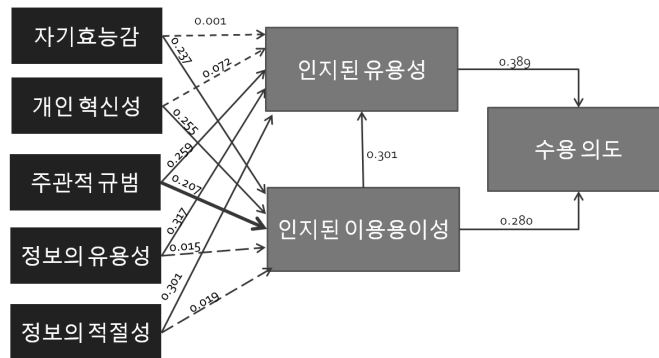 자기효능감
개인 혁신성
주관적 규범
정보의 유용성
정보의 적절성
0.001
0.237
0.072
0.255
0.259
0.207
0.317
0.015
0.301
0.019
인지된 유용성
0.301
인지된 이용용이성
0.389
0.280
수용 의도